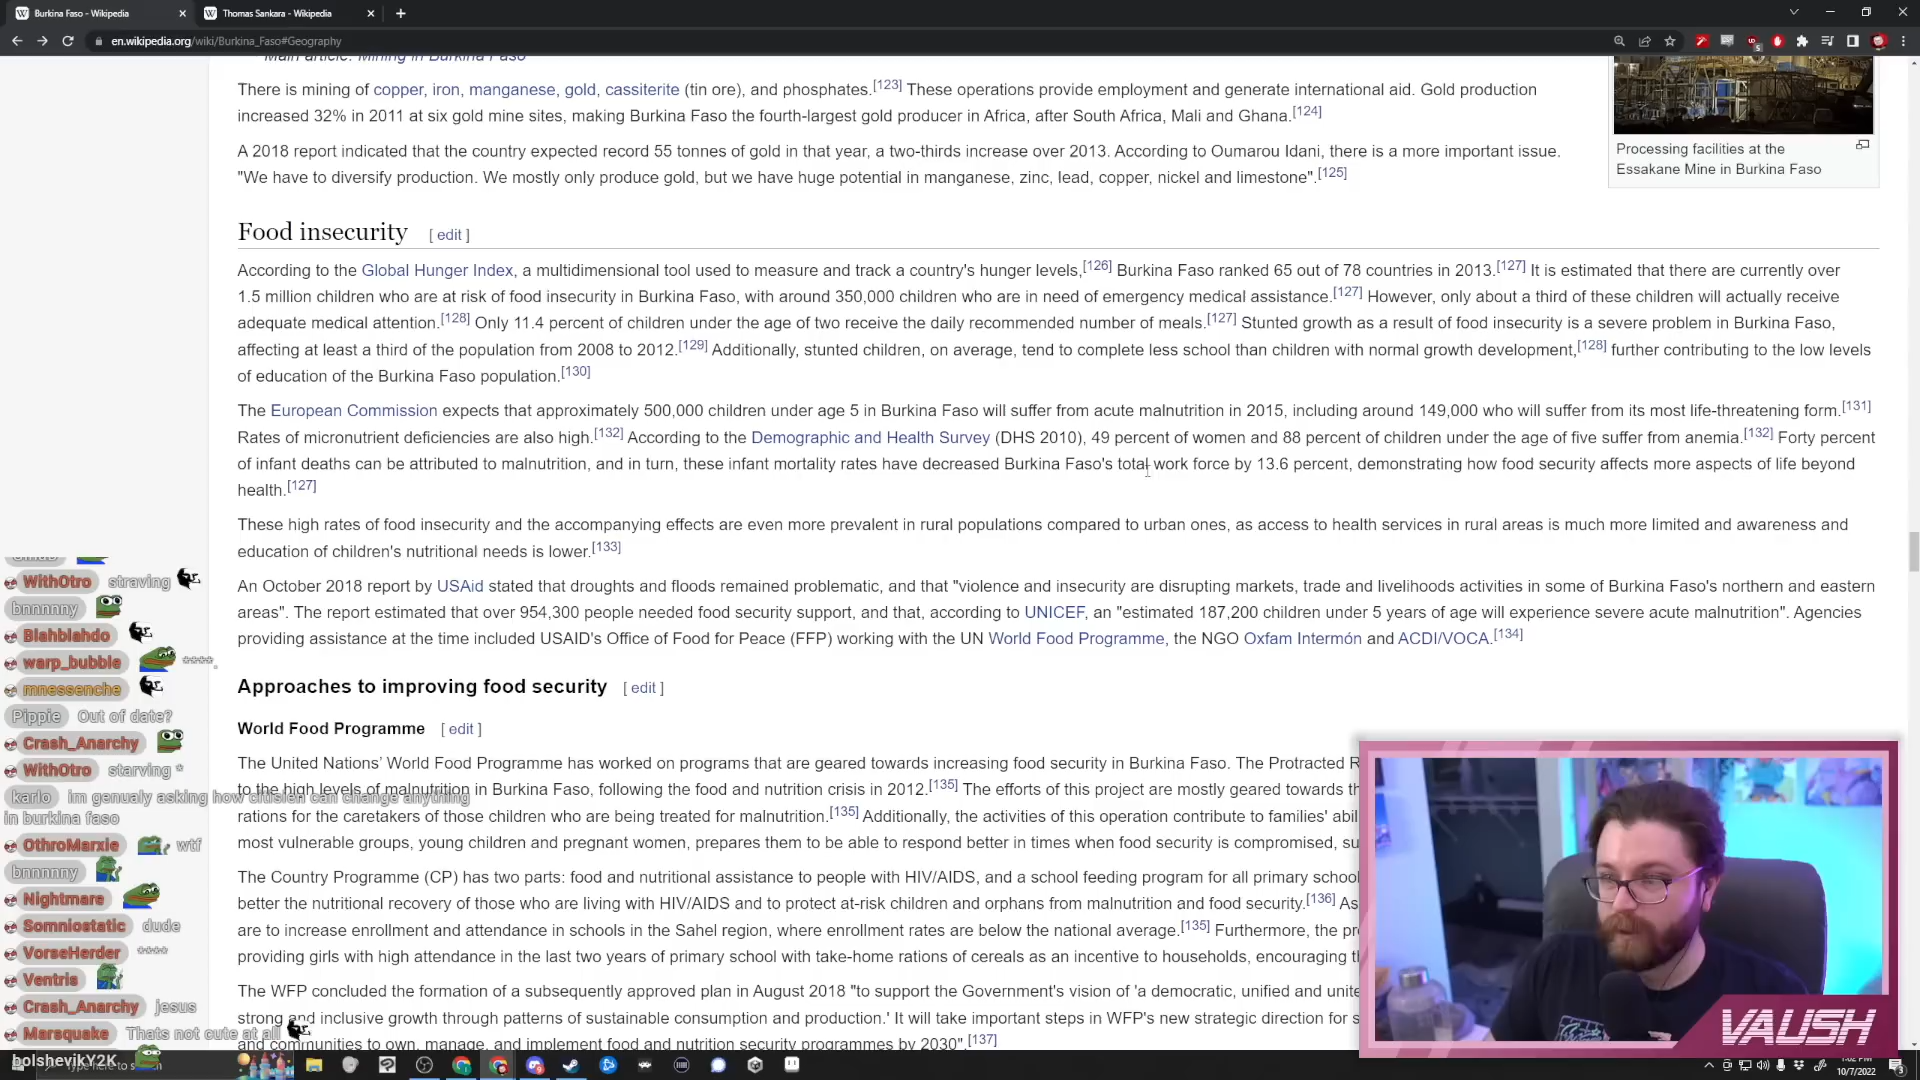 Burkina Faso - Wikipedia
Thomas Sankara - Wikipedia
en.wikipedia.org/wiki/Burkina_Faso#Geography
Main article: Mining in Burkina Faso
There is mining of copper, iron, manganese, gold, cassiterite (tin ore), and phosphates.[123] These operations provide employment and generate international aid. Gold production
increased 32% in 2011 at six gold mine sites, making Burkina Faso the fourth-largest gold producer in Africa, after South Africa, Mali and Ghana.[124]
A 2018 report indicated that the country expected record 55 tonnes of gold in that year, a two-thirds increase over 2013. According to Oumarou Idani, there is a more important issue.
"We have to diversify production. We mostly only produce gold, but we have huge potential in manganese, zinc, lead, copper, nickel and limestone".[125]
Processing facilities at the
Essakane Mine in Burkina Faso
Food insecurity [ edit ]
According to the Global Hunger Index, a multidimensional tool used to measure and track a country's hunger levels,[126] Burkina Faso ranked 65 out of 78 countries in 2013.[127] It is estimated that there are currently over
1.5 million children who are at risk of food insecurity in Burkina Faso, with around 350,000 children who are in need of emergency medical assistance.[127] However, only about a third of these children will actually receive
adequate medical attention.[128] Only 11.4 percent of children under the age of two receive the daily recommended number of meals.[127] Stunted growth as a result of food insecurity is a severe problem in Burkina Faso,
affecting at least a third of the population from 2008 to 2012.[129] Additionally, stunted children, on average, tend to complete less school than children with normal growth development,[128] further contributing to the low levels
of education of the Burkina Faso population.[130]
The European Commission expects that approximately 500,000 children under age 5 in Burkina Faso will suffer from acute malnutrition in 2015, including around 149,000 who will suffer from its most life-threatening form.[131]
Rates of micronutrient deficiencies are also high.[132] According to the Demographic and Health Survey (DHS 2010), 49 percent of women and 88 percent of children under the age of five suffer from anemia.[132] Forty percent
of infant deaths can be attributed to malnutrition, and in turn, these infant mortality rates have decreased Burkina Faso's total work force by 13.6 percent, demonstrating how food security affects more aspects of life beyond
health.[127]
These high rates of food insecurity and the accompanying effects are even more prevalent in rural populations compared to urban ones, as access to health services in rural areas is much more limited and awareness and
education of children's nutritional needs is lower.[133]
An October 2018 report by USAid stated that droughts and floods remained problematic, and that "violence and insecurity are disrupting markets, trade and livelihoods activities in some of Burkina Faso's northern and eastern
areas". The report estimated that over 954,300 people needed food security support, and that, according to UNICEF, an "estimated 187,200 children under 5 years of age will experience severe acute malnutrition". Agencies
providing assistance at the time included USAID's Office of Food for Peace (FFP) working with the UN World Food Programme, the NGO Oxfam Intermón and ACDI/VOCA.[134]
Approaches to improving food security [ edit ]
World Food Programme [ edit ]
The United Nations' World Food Programme has worked on programs that are geared towards increasing food security in Burkina Faso. The Protracted R
to the high levels of malnutrition in Burkina Faso, following the food and nutrition crisis in 2012.[135] The efforts of this project are mostly geared towards th
rations for the caretakers of those children who are being treated for malnutrition.[135] Additionally, the activities of this operation contribute to families' abil
most vulnerable groups, young children and pregnant women, prepares them to be able to respond better in times when food security is compromised, su
The Country Programme (CP) has two parts: food and nutritional assistance to people with HIV/AIDS, and a school feeding program for all primary school
better the nutritional recovery of those who are living with HIV/AIDS and to protect at-risk children and orphans from malnutrition and food security.[136] As
are to increase enrollment and attendance in schools in the Sahel region, where enrollment rates are below the national average.[135] Furthermore, the pr
providing girls with high attendance in the last two years of primary school with take-home rations of cereals as an incentive to households, encouraging th
The WFP concluded the formation of a subsequently approved plan in August 2018 "to support the Government's vision of 'a democratic, unified and unite
strong and inclusive growth through patterns of sustainable consumption and production.' It will take important steps in WFP's new strategic direction for s
and communities to own, manage, and implement food and nutrition security programmes by 2030".[137]
WithOtro straving
bnnnnny
Blahblahdo
warp_bubble ****.
mnessenche
Pippie Out of date?
Crash_Anarchy
WithOtro starving *
karlo im genualy asking how citisien can change anything
in burkina faso
OthroMarxie wtf
bnnnnny
Nightmare
Somniostatic dude
VorseHerder ****
Ventris
Crash_Anarchy jesus
Marsquake Thats not cute at all
bolshevjkY2K
VAUSH
1:02 PM
10/7/2022